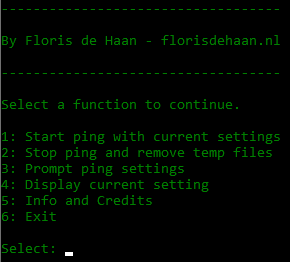 ----------------------------------
By Floris de Haan - florisdehaan.nl
----------------------------------
Select a function to continue.
1: Start ping with current settings
2: Stop ping and remove temp files
3: Prompt ping settings
4: Display current setting
5: Info and Credits
6: Exit
Select: _